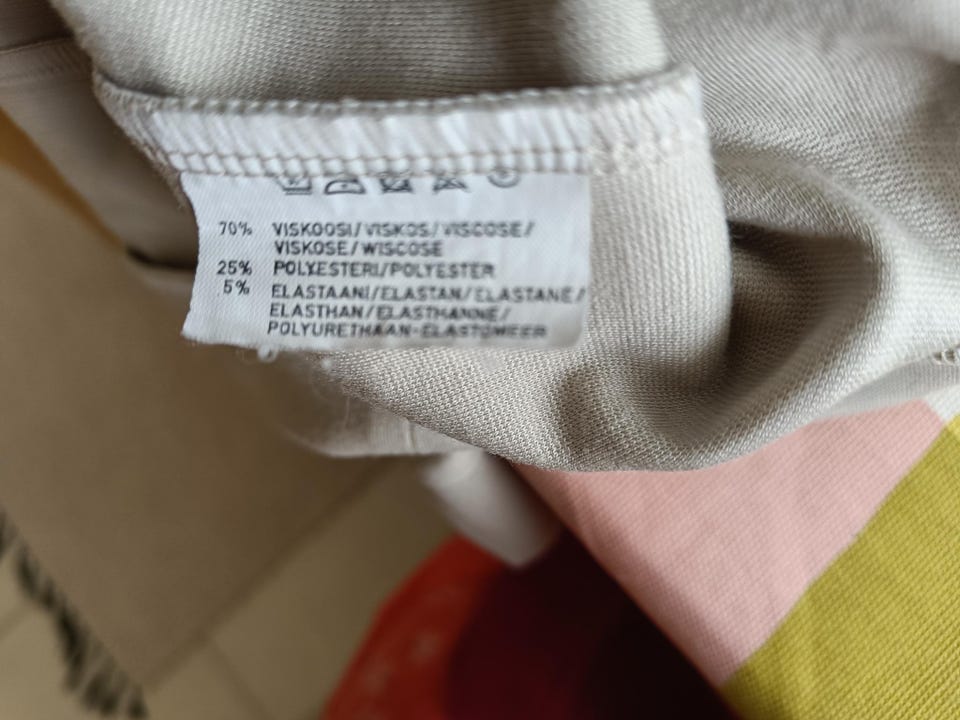 70% VISKOOSI/VISKOS/VISCOSE/
VISKOSE/WISCOSE
25% POLYESTERI/POLYESTER
5% ELASTAANI/ELASTAN/ELASTANE/
ELASTHAN/ELASTHANNE/
POLYURETHAAN-ELASTOMEER